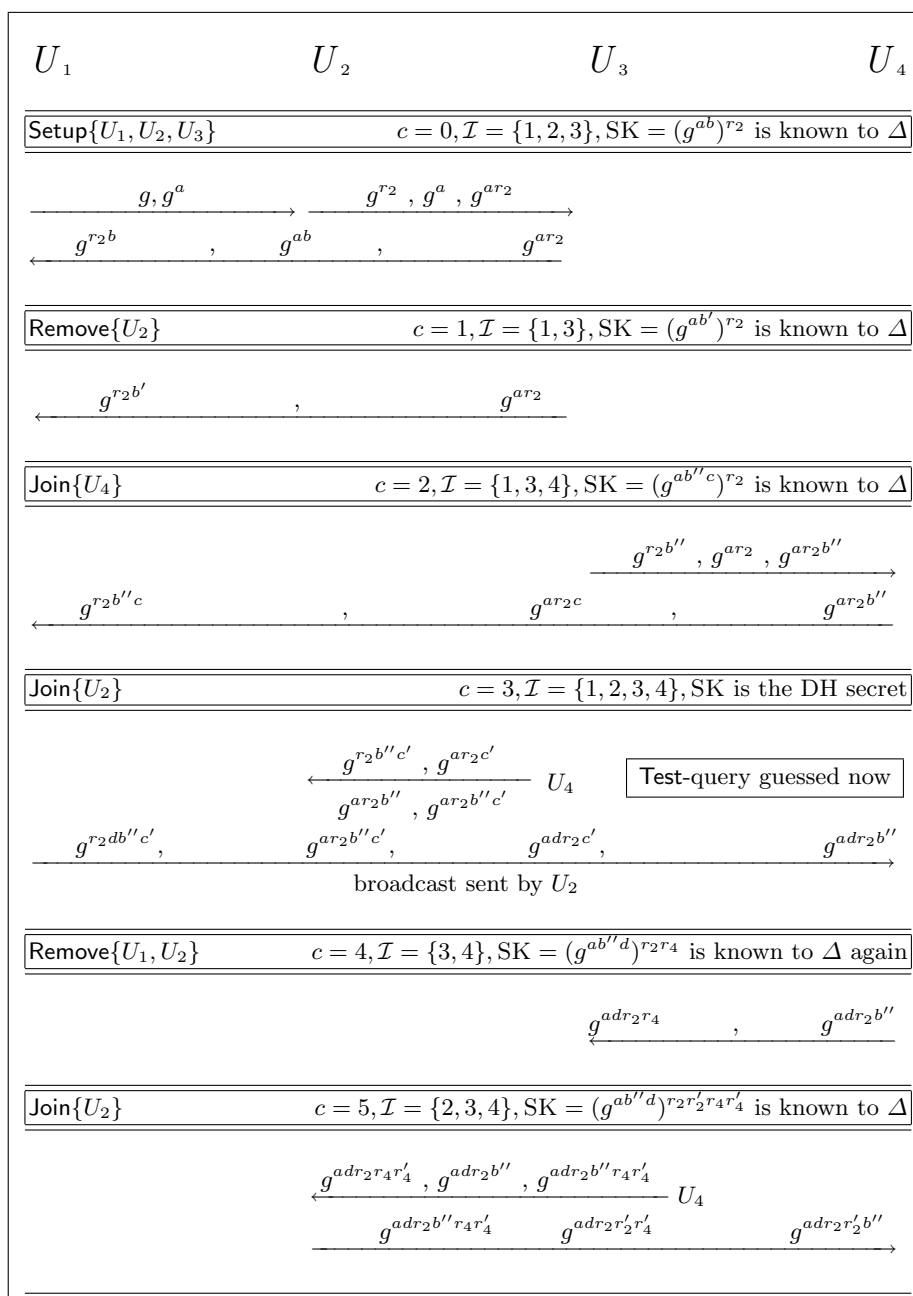 U₁ U₂ U₃ U₄
Setup{U₁, U₂, U₃} c = 0, ℐ = {1, 2, 3}, SK = (g^{ab})^{r₂} is known to Δ
g, g^{a} g^{r₂} , g^{a} , g^{ar₂}
g^{r₂b} , g^{ab} , g^{ar₂}
Remove{U₂} c = 1, ℐ = {1, 3}, SK = (g^{ab′})^{r₂} is known to Δ
g^{r₂b′} , g^{ar₂}
Join{U₄} c = 2, ℐ = {1, 3, 4}, SK = (g^{ab″c})^{r₂} is known to Δ
g^{r₂b″} , g^{ar₂} , g^{ar₂b″}
g^{r₂b″c} , g^{ar₂c} , g^{ar₂b″}
Join{U₂} c = 3, ℐ = {1, 2, 3, 4}, SK is the DH secret
g^{r₂b″c′} , g^{ar₂c′}
U₄ Test-query guessed now
g^{ar₂b″} , g^{ar₂b″c′}
g^{r₂db″c′}, g^{ar₂b″c′}, g^{adr₂c′}, g^{adr₂b″}
broadcast sent by U₂
Remove{U₁, U₂} c = 4, ℐ = {3, 4}, SK = (g^{ab″d})^{r₂r₄} is known to Δ again
g^{adr₂r₄} , g^{adr₂b″}
Join{U₂} c = 5, ℐ = {2, 3, 4}, SK = (g^{ab″d})^{r₂r′₂r₄r′₄} is known to Δ
g^{adr₂r₄r′₄} , g^{adr₂b″} , g^{adr₂b″r₄r′₄} U₄
g^{adr₂b″r₄r′₄} g^{adr₂r′₂r′₄} g^{adr₂r′₂b″}